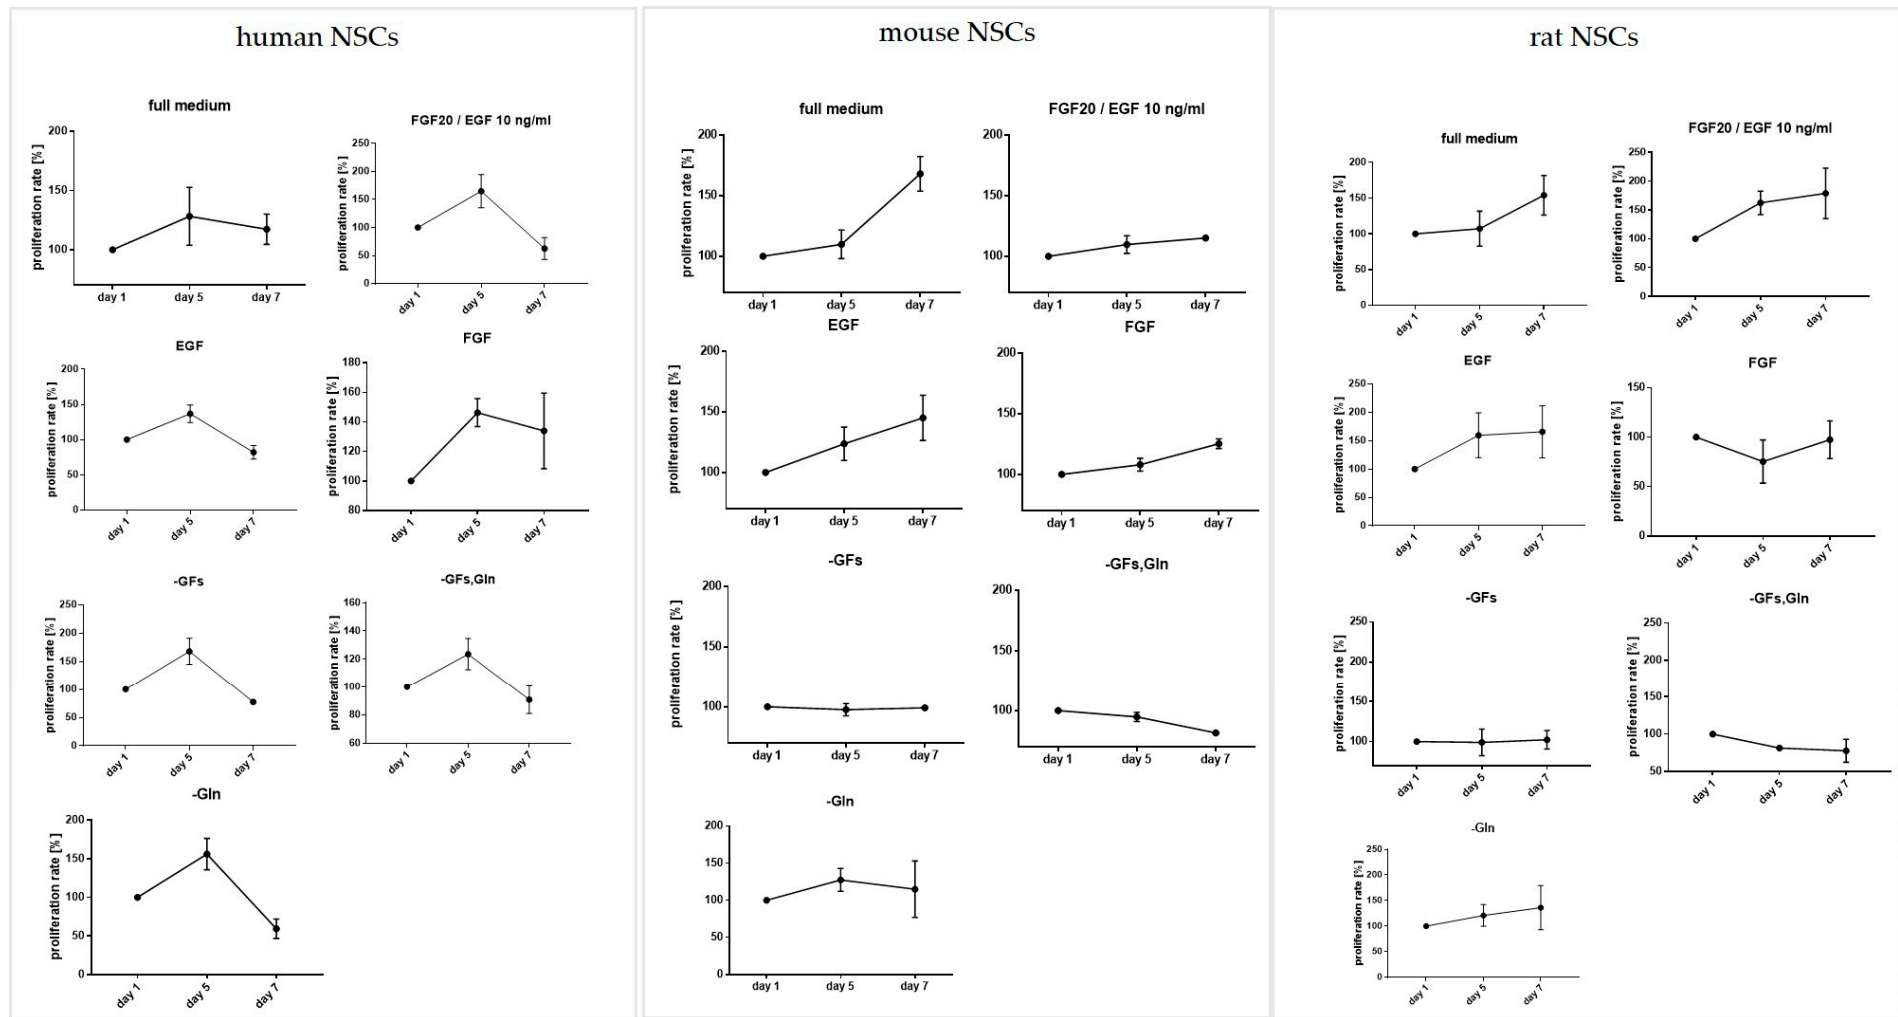 human NSCs
full medium
proliferation rate [%]
200
150
100
day 1
day 5
day 7
FGF20 / EGF 10 ng/ml
proliferation rate [%]
250
200
150
100
50
0
day 1
day 5
day 7
EGF
proliferation rate [%]
200
150
100
50
0
day 1
day 5
day 7
FGF
proliferation rate [%]
180
160
140
120
100
80
day 1
day 5
day 7
-GFs
proliferation rate [%]
250
200
150
100
50
0
day 1
day 5
day 7
-GFs,Gln
proliferation rate [%]
160
140
120
100
80
60
day 1
day 5
day 7
-Gln
proliferation rate [%]
200
150
100
50
0
day 1
day 5
day 7
mouse NSCs
full medium
proliferation rate [%]
200
150
100
day 1
day 5
day 7
FGF20 / EGF 10 ng/ml
200
150
100
day 1
day 5
day 7
EGF
proliferation rate [%]
200
150
100
day 1
day 5
day 7
FGF
200
150
100
day 1
day 5
day 7
-GFs
proliferation rate [%]
200
150
100
day 1
day 5
day 7
-GFs,Gln
200
150
100
day 1
day 5
day 7
-Gln
proliferation rate [%]
200
150
100
50
0
day 1
day 5
day 7
rat NSCs
full medium
proliferation rate [%]
200
150
100
50
0
day 1
day 5
day 7
FGF20 / EGF 10 ng/ml
proliferation rate [%]
250
200
150
100
50
0
day 1
day 5
day 7
EGF
proliferation rate [%]
250
200
150
100
50
0
day 1
day 5
day 7
FGF
proliferation rate [%]
150
100
50
0
day 1
day 5
day 7
-GFs
proliferation rate [%]
250
200
150
100
day 1
day 5
day 7
-GFs,Gln
proliferation rate [%]
250
200
150
100
50
day 1
day 5
day 7
-Gln
proliferation rate [%]
250
200
150
100
50
0
day 1
day 5
day 7